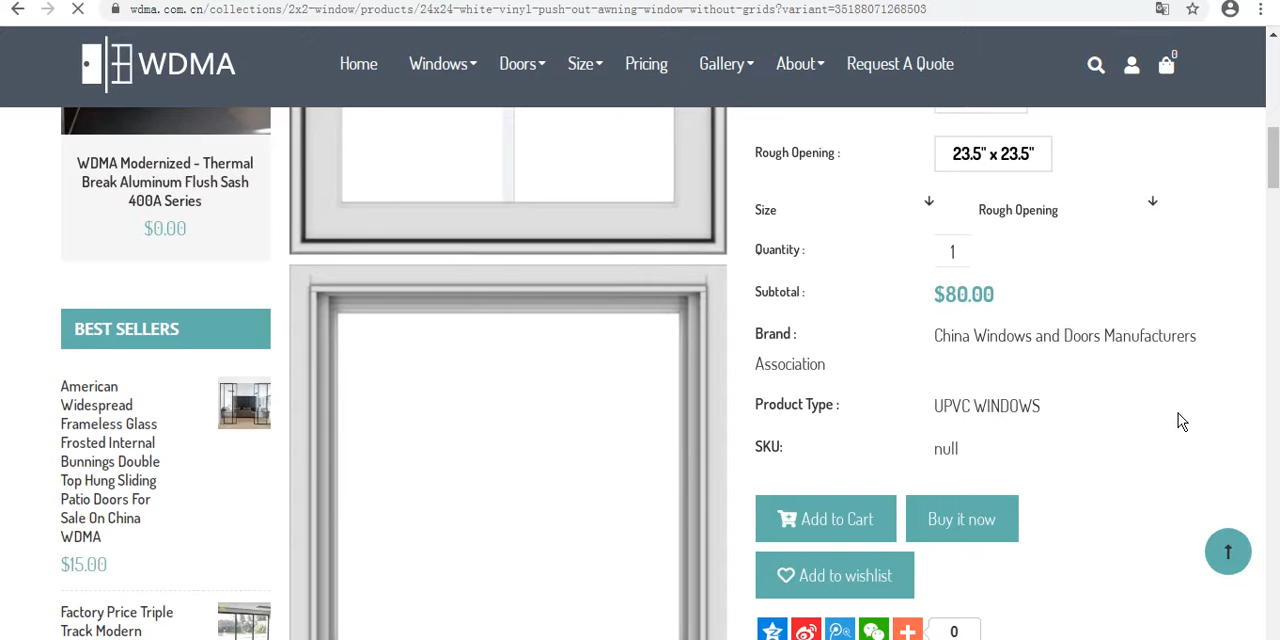 wdma.com.cn/collections/2x2-window/products/24x24-white-vinyl-push-out-awning-window-without-grids?variant=35188071268503
WDMA
Home
Windows
Doors
Size
Pricing
Gallery
About
Request A Quote
0
WDMA Modernized - Thermal
Break Aluminum Flush Sash
400A Series
$0.00
BEST SELLERS
American
Widespread
Frameless Glass
Frosted Internal
Bunnings Double
Top Hung Sliding
Patio Doors For
Sale On China
WDMA
$15.00
Factory Price Triple
Track Modern
Rough Opening :
23.5" x 23.5"
Size
Rough Opening
Quantity :
1
Subtotal :
$80.00
Brand :
China Windows and Doors Manufacturers
Association
Product Type :
UPVC WINDOWS
SKU:
null
Add to Cart
Buy it now
Add to wishlist
0